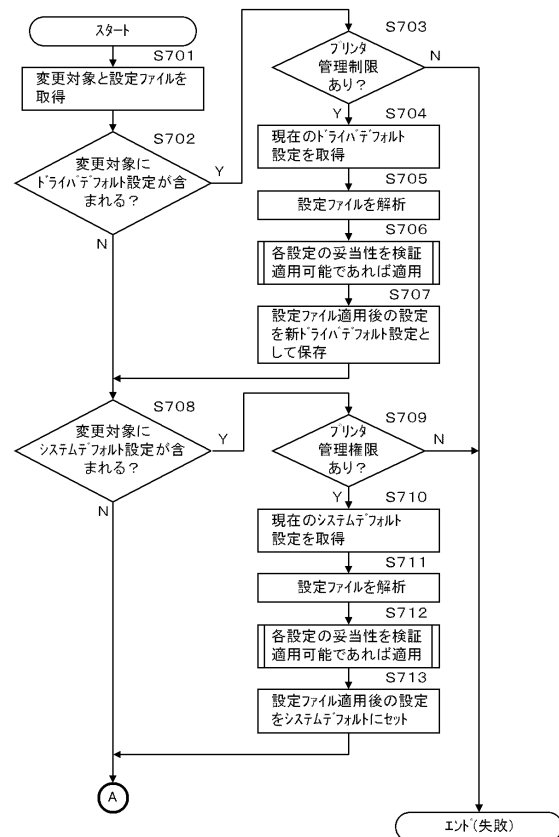 スタート
S701
変更対象と設定ファイルを
取得
S702
変更対象に
ドライバデフォルト設定が含
まれる?
Y
N
S703
プリンタ
管理制限
あり?
N
Y
S704
現在のドライバデフォルト
設定を取得
S705
設定ファイルを解析
S706
各設定の妥当性を検証
適用可能であれば適用
S707
設定ファイル適用後の設定
を新ドライバデフォルト設定と
して保存
S708
変更対象に
システムデフォルト設定が含
まれる?
Y
N
S709
プリンタ
管理権限
あり?
N
Y
S710
現在のシステムデフォルト
設定を取得
S711
設定ファイルを解析
S712
各設定の妥当性を検証
適用可能であれば適用
S713
設定ファイル適用後の設定
をシステムデフォルトにセット
A
エンド(失敗)